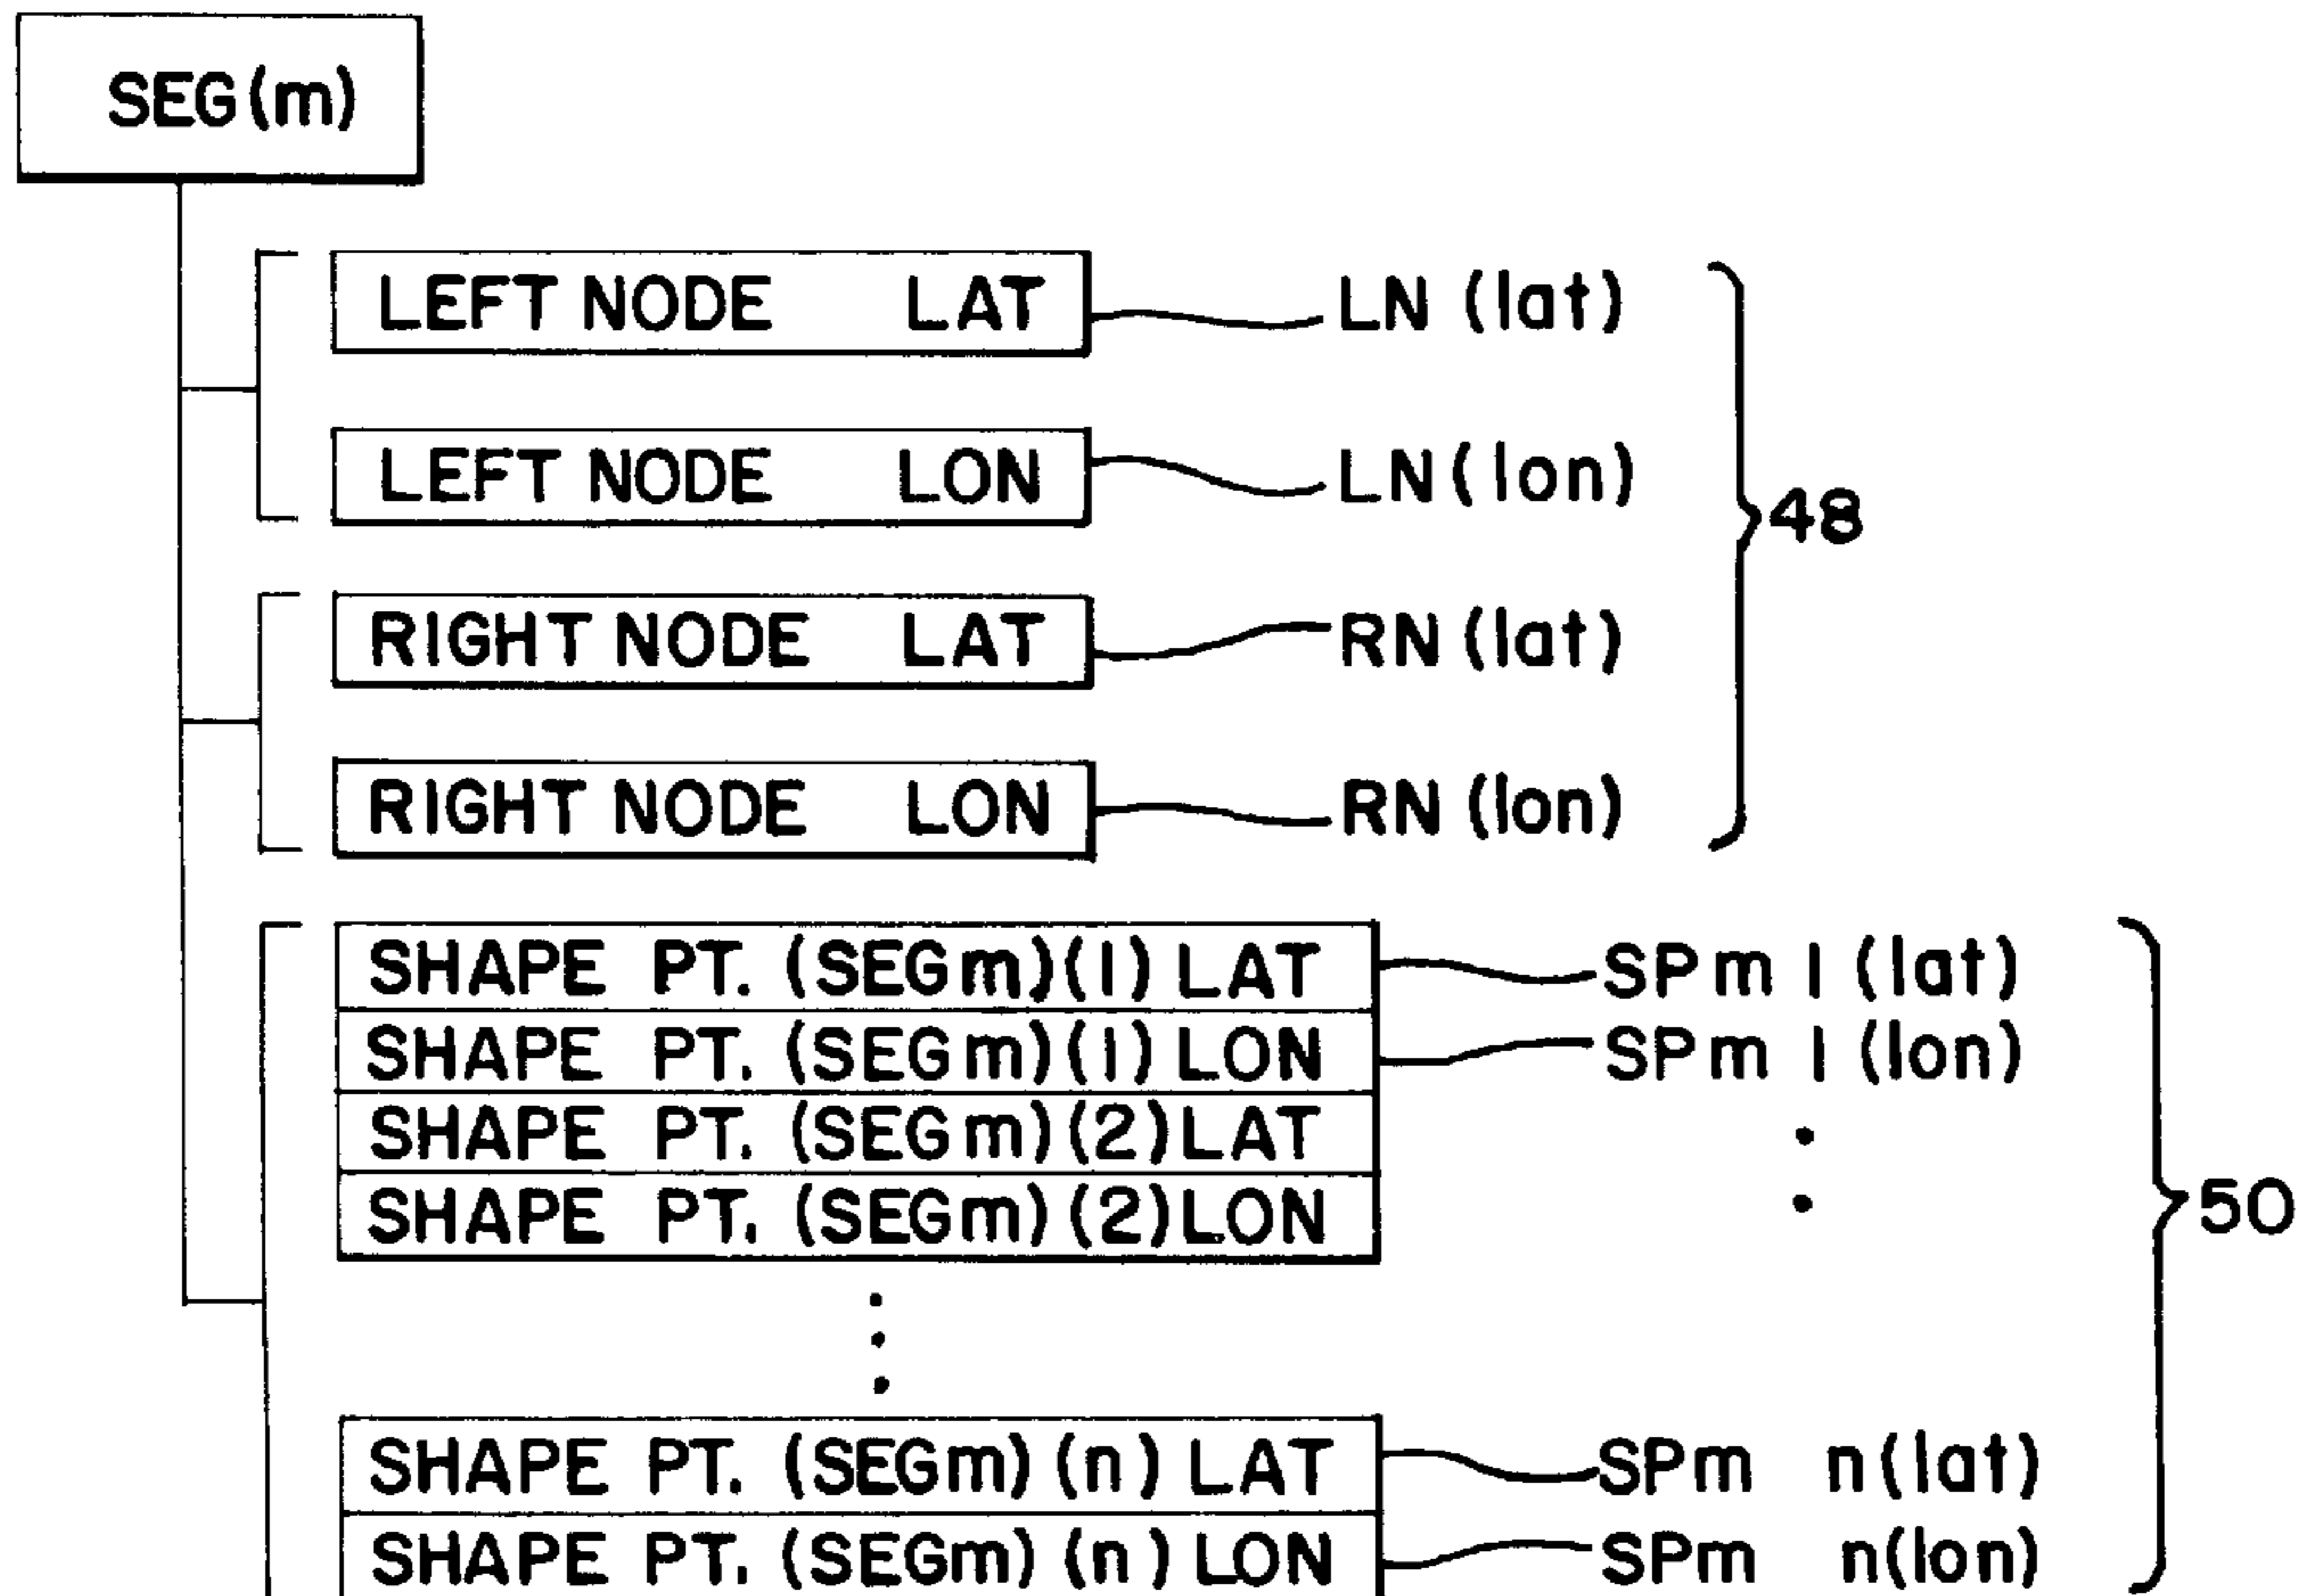 SEG(m)
LEFT NODE LAT LN (lat)
LEFT NODE LON LN (lon)
48
RIGHT NODE LAT RN (lat)
RIGHT NODE LON RN (lon)
SHAPE PT. (SEGm)(1) LAT SPm 1 (lat)
SHAPE PT. (SEGm)(1) LON SPm 1 (lon)
SHAPE PT. (SEGm)(2) LAT
SHAPE PT. (SEGm)(2) LON
50
SHAPE PT. (SEGm) (n) LAT SPm n(lat)
SHAPE PT. (SEGm) (n) LON SPm n(lon)